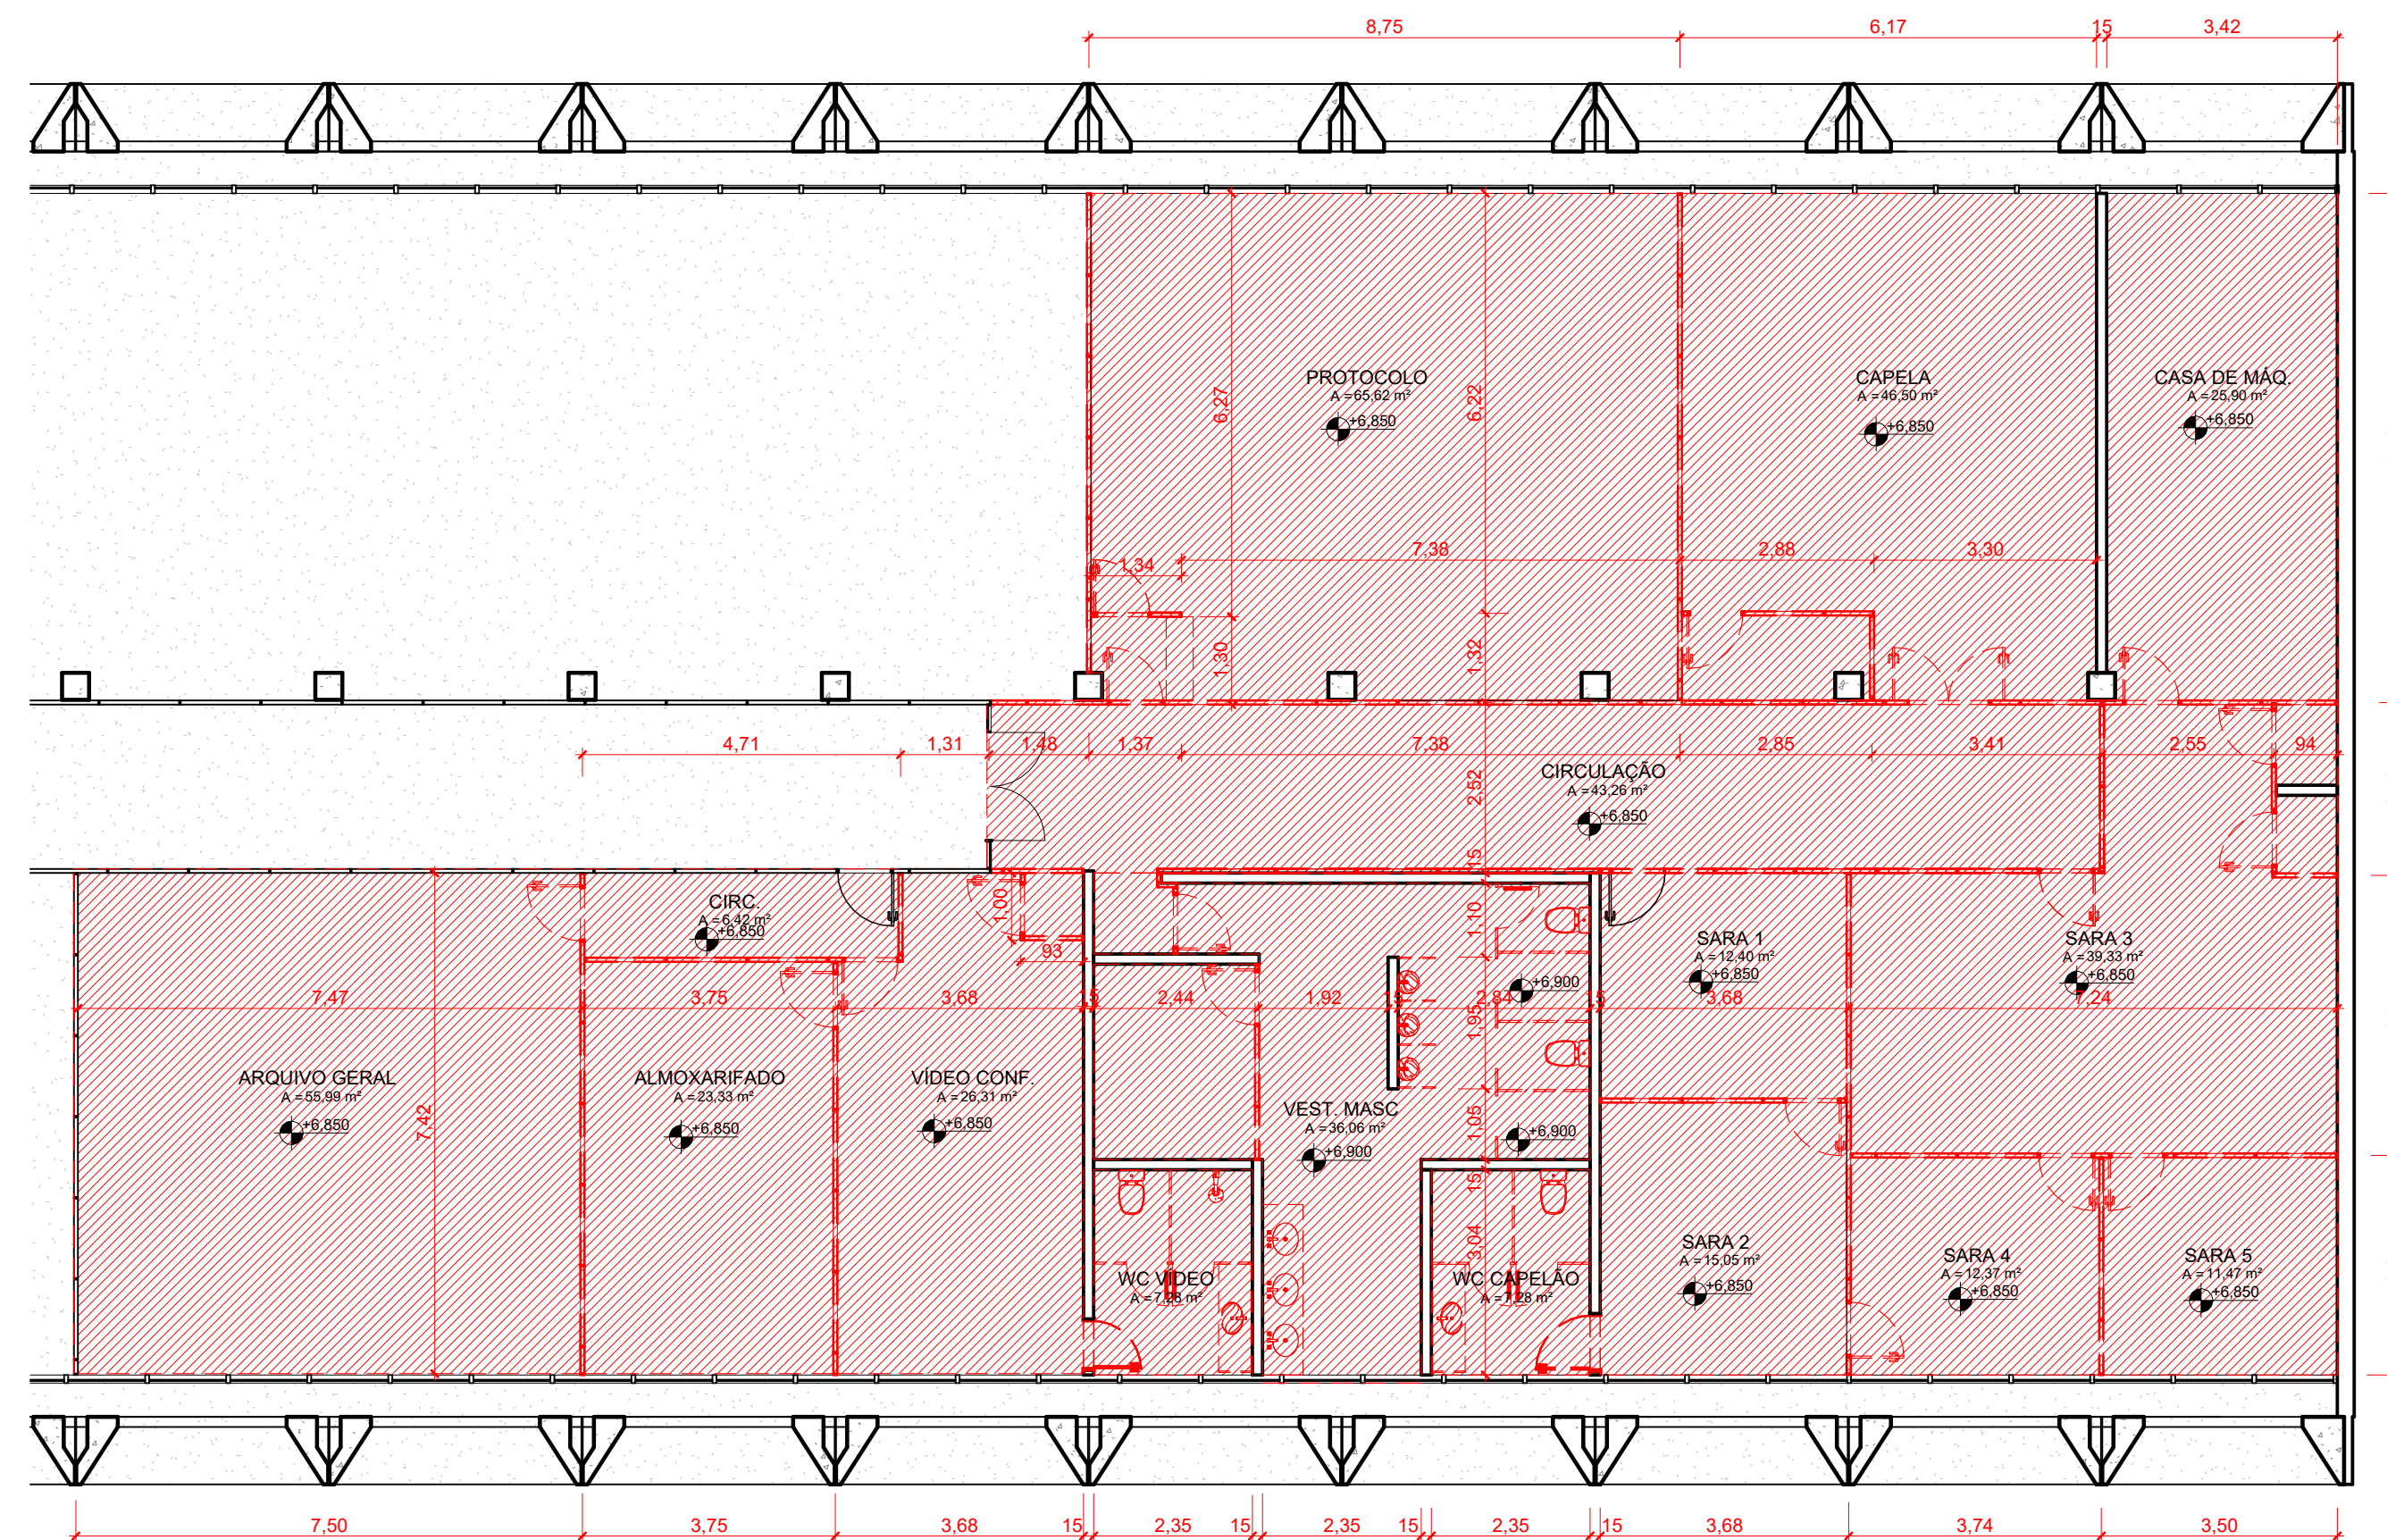 8,75
6,17
15
3,42
PROTOCOLO
A =65,62 m²
+6,850
CAPELA
A =46,50 m²
+6,850
CASA DE MÁQ.
A =25,90 m²
+6,850
6,27
6,22
7,38
2,88
3,30
1,34
1,30
1,32
4,71
1,31
1,48
1,37
7,38
2,85
3,41
2,55
94
CIRCULAÇÃO
A =43,26 m²
+6,850
2,52
15
CIRC.
A =6,42 m²
+6,850
1,00
93
1,10
SARA 1
A =12,40 m²
+6,850
SARA 3
A =39,33 m²
+6,850
+6,900
7,47
3,75
3,68
15
2,44
1,92
15
2,84
15
3,68
7,24
1,95
ARQUIVO GERAL
A =55,99 m²
+6,850
7,42
ALMOXARIFADO
A =23,33 m²
+6,850
VÍDEO CONF.
A =26,31 m²
+6,850
VEST. MASC
A =36,06 m²
+6,900
1,05
+6,900
15
3,04
WC VÍDEO
A =7,28 m²
WC CAPELÃO
A =7,28 m²
SARA 2
A =15,05 m²
+6,850
SARA 4
A =12,37 m²
+6,850
SARA 5
A =11,47 m²
+6,850
7,50
3,75
3,68
15
2,35
15
2,35
15
2,35
15
3,68
3,74
3,50